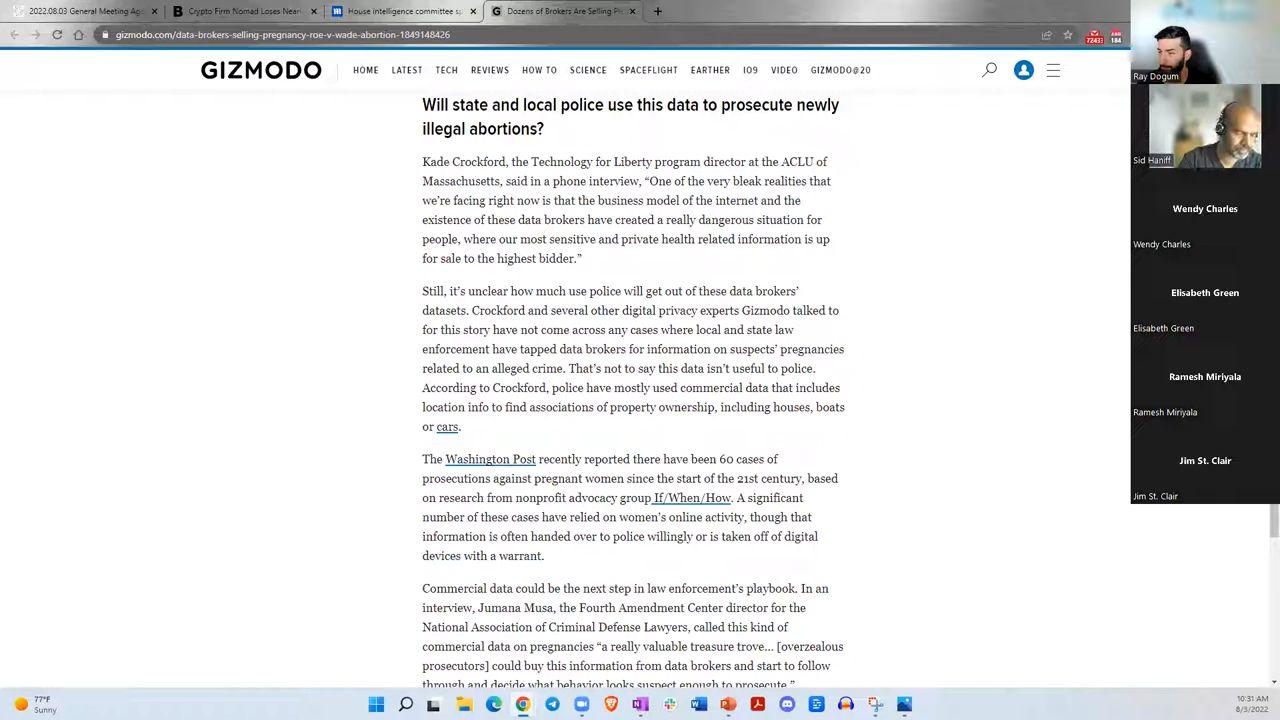 2022.08.03 General Meeting Age
Crypto Firm Nomad Loses Near
House intelligence committee sp
Dozens of Brokers Are Selling Ph
gizmodo.com/data-brokers-selling-pregnancy-roe-v-wade-abortion-1849148426
GIZMODO
HOME LATEST TECH REVIEWS HOW TO SCIENCE SPACEFLIGHT EARTHER IO9 VIDEO GIZMODO@20
Will state and local police use this data to prosecute newly
illegal abortions?
Kade Crockford, the Technology for Liberty program director at the ACLU of
Massachusetts, said in a phone interview, “One of the very bleak realities that
we’re facing right now is that the business model of the internet and the
existence of these data brokers have created a really dangerous situation for
people, where our most sensitive and private health related information is up
for sale to the highest bidder.”
Still, it’s unclear how much use police will get out of these data brokers’
datasets. Crockford and several other digital privacy experts Gizmodo talked to
for this story have not come across any cases where local and state law
enforcement have tapped data brokers for information on suspects’ pregnancies
related to an alleged crime. That’s not to say this data isn’t useful to police.
According to Crockford, police have mostly used commercial data that includes
location info to find associations of property ownership, including houses, boats
or cars.
The Washington Post recently reported there have been 60 cases of
prosecutions against pregnant women since the start of the 21st century, based
on research from nonprofit advocacy group If/When/How. A significant
number of these cases have relied on women’s online activity, though that
information is often handed over to police willingly or is taken off of digital
devices with a warrant.
Commercial data could be the next step in law enforcement’s playbook. In an
interview, Jumana Musa, the Fourth Amendment Center director for the
National Association of Criminal Defense Lawyers, called this kind of
commercial data on pregnancies “a really valuable treasure trove... [overzealous
prosecutors] could buy this information from data brokers and start to follow
through and decide what behavior looks suspect enough to prosecute.”
Ray Dogum
Sid Haniff
Wendy Charles
Wendy Charles
Elisabeth Green
Elisabeth Green
Ramesh Miriyala
Ramesh Miriyala
Jim St. Clair
Jim St. Clair
77°F
Sunny
10:31 AM
8/3/2022